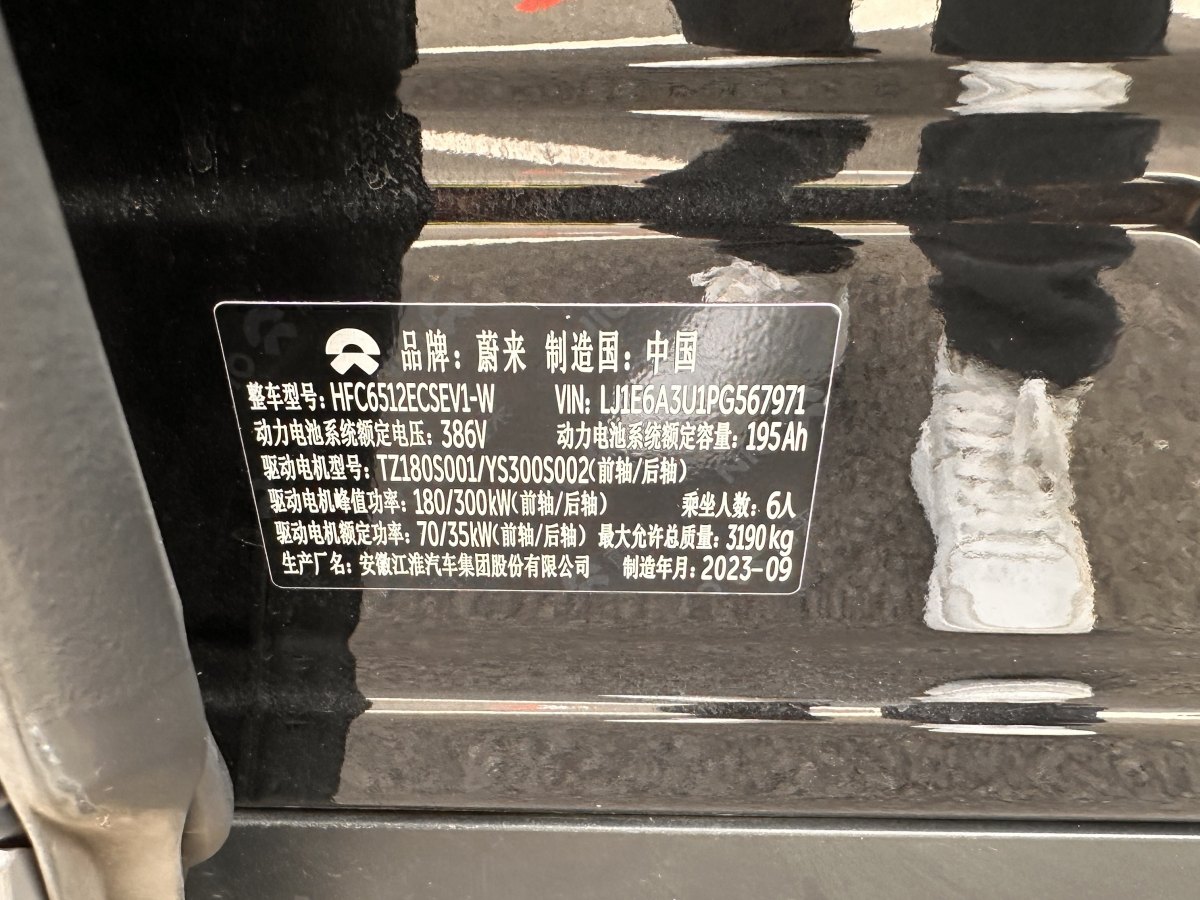 品牌：蔚来 制造国：中国
整车型号：HFC6512ECSEV1-W VIN：LJ1E6A3U1PG567971
动力电池系统额定电压：386V 动力电池系统额定容量：195Ah
驱动电机型号：TZ180S001/YS300S002(前轴/后轴)
驱动电机峰值功率：180/300kW(前轴/后轴) 乘坐人数：6人
驱动电机额定功率：70/35kW(前轴/后轴) 最大允许总质量：3190kg
生产厂名：安徽江淮汽车集团股份有限公司 制造年月：2023-09